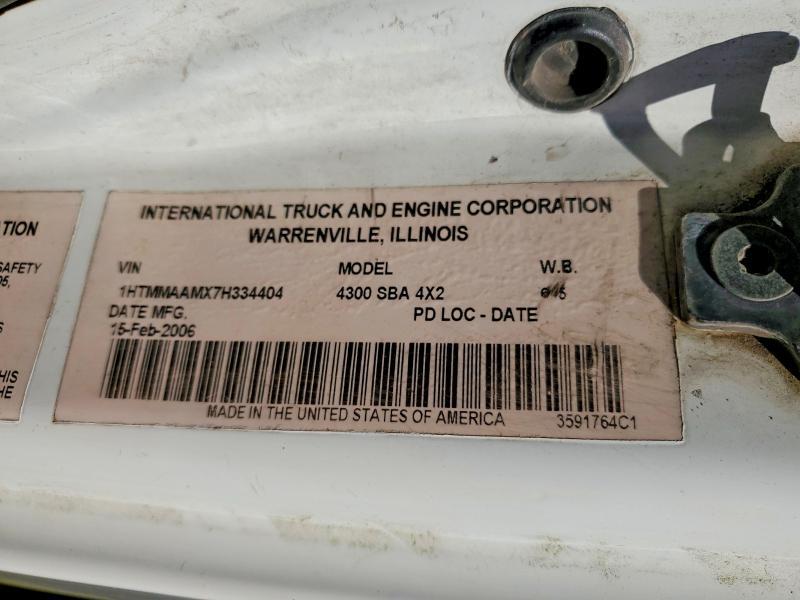 TION
SAFETY
HIS
HE
INTERNATIONAL TRUCK AND ENGINE CORPORATION
WARRENVILLE, ILLINOIS
VIN MODEL W.B.
1HTMMAAMX7H334404 4300 SBA 4X2
DATE MFG. PD LOC - DATE
15-Feb-2006
MADE IN THE UNITED STATES OF AMERICA 3591764C1